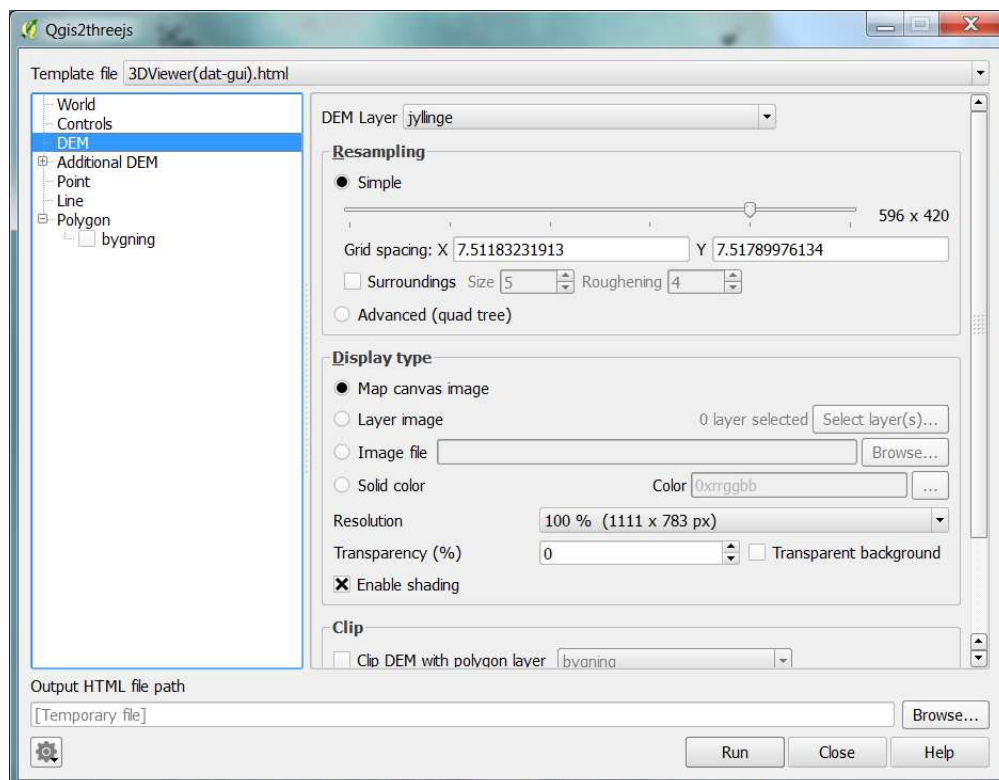 Qgis2threejs
Template file 3DViewer(dat-gui).html
World
Controls
DEM
Additional DEM
Point
Line
Polygon
bygning
DEM Layer jyllinge
Resampling
Simple
596 x 420
Grid spacing: X 7.51183231913 Y 7.51789976134
Surroundings Size 5 Roughening 4
Advanced (quad tree)
Display type
Map canvas image
Layer image 0 layer selected Select layer(s)...
Image file Browse...
Solid color Color 0xrrggbb ...
Resolution 100 % (1111 x 783 px)
Transparency (%) 0 Transparent background
Enable shading
Clip
Clip DEM with polygon layer bygning
Output HTML file path
[Temporary file] Browse...
Run Close Help